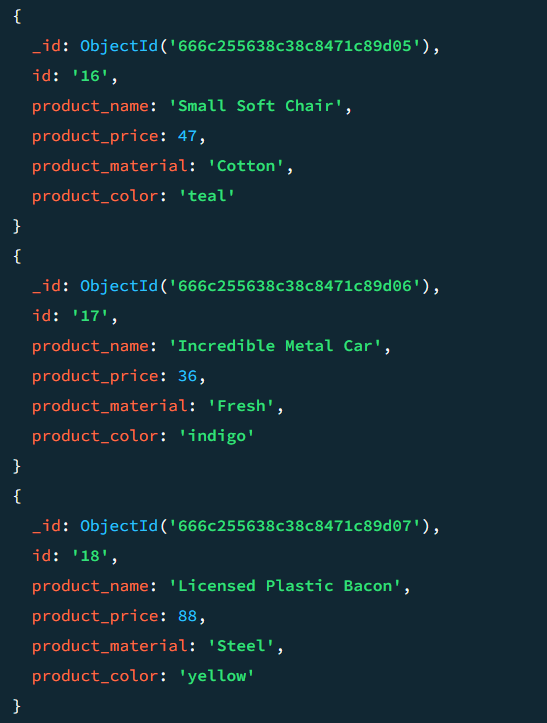 {
_id: ObjectId('666c255638c38c8471c89d05'),
id: '16',
product_name: 'Small Soft Chair',
product_price: 47,
product_material: 'Cotton',
product_color: 'teal'
}
{
_id: ObjectId('666c255638c38c8471c89d06'),
id: '17',
product_name: 'Incredible Metal Car',
product_price: 36,
product_material: 'Fresh',
product_color: 'indigo'
}
{
_id: ObjectId('666c255638c38c8471c89d07'),
id: '18',
product_name: 'Licensed Plastic Bacon',
product_price: 88,
product_material: 'Steel',
product_color: 'yellow'
}